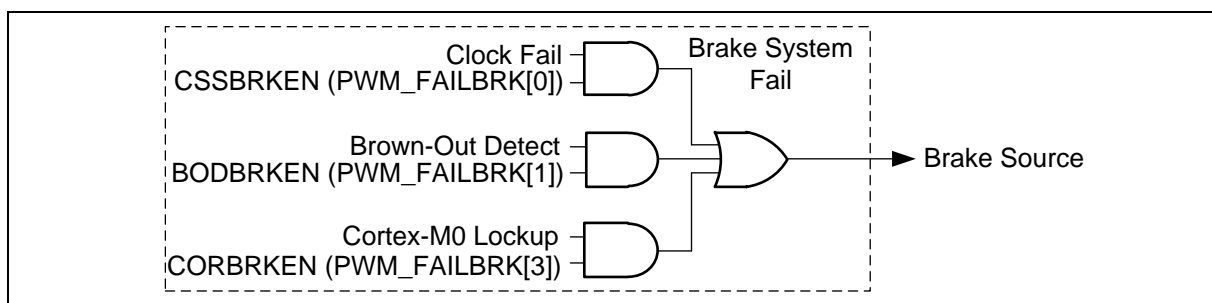 Clock Fail
CSSBRKEN (PWM_FAILBRK[0])
Brake System
Fail
Brown-Out Detect
BODBRKEN (PWM_FAILBRK[1])
Brake Source
Cortex-M0 Lockup
CORBRKEN (PWM_FAILBRK[3])